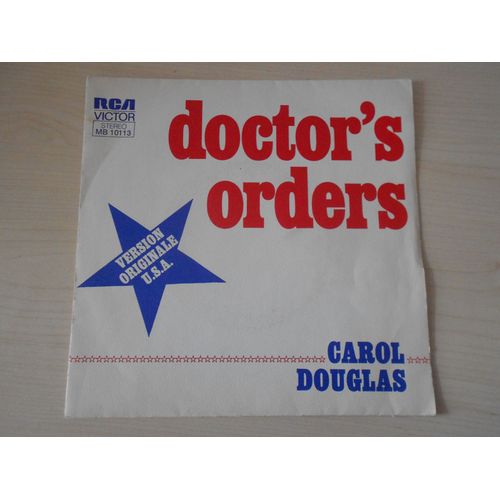 RCA
VICTOR
STEREO
MB 10113
doctor's
orders
VERSION
ORIGINALE
U.S.A.
CAROL
DOUGLAS